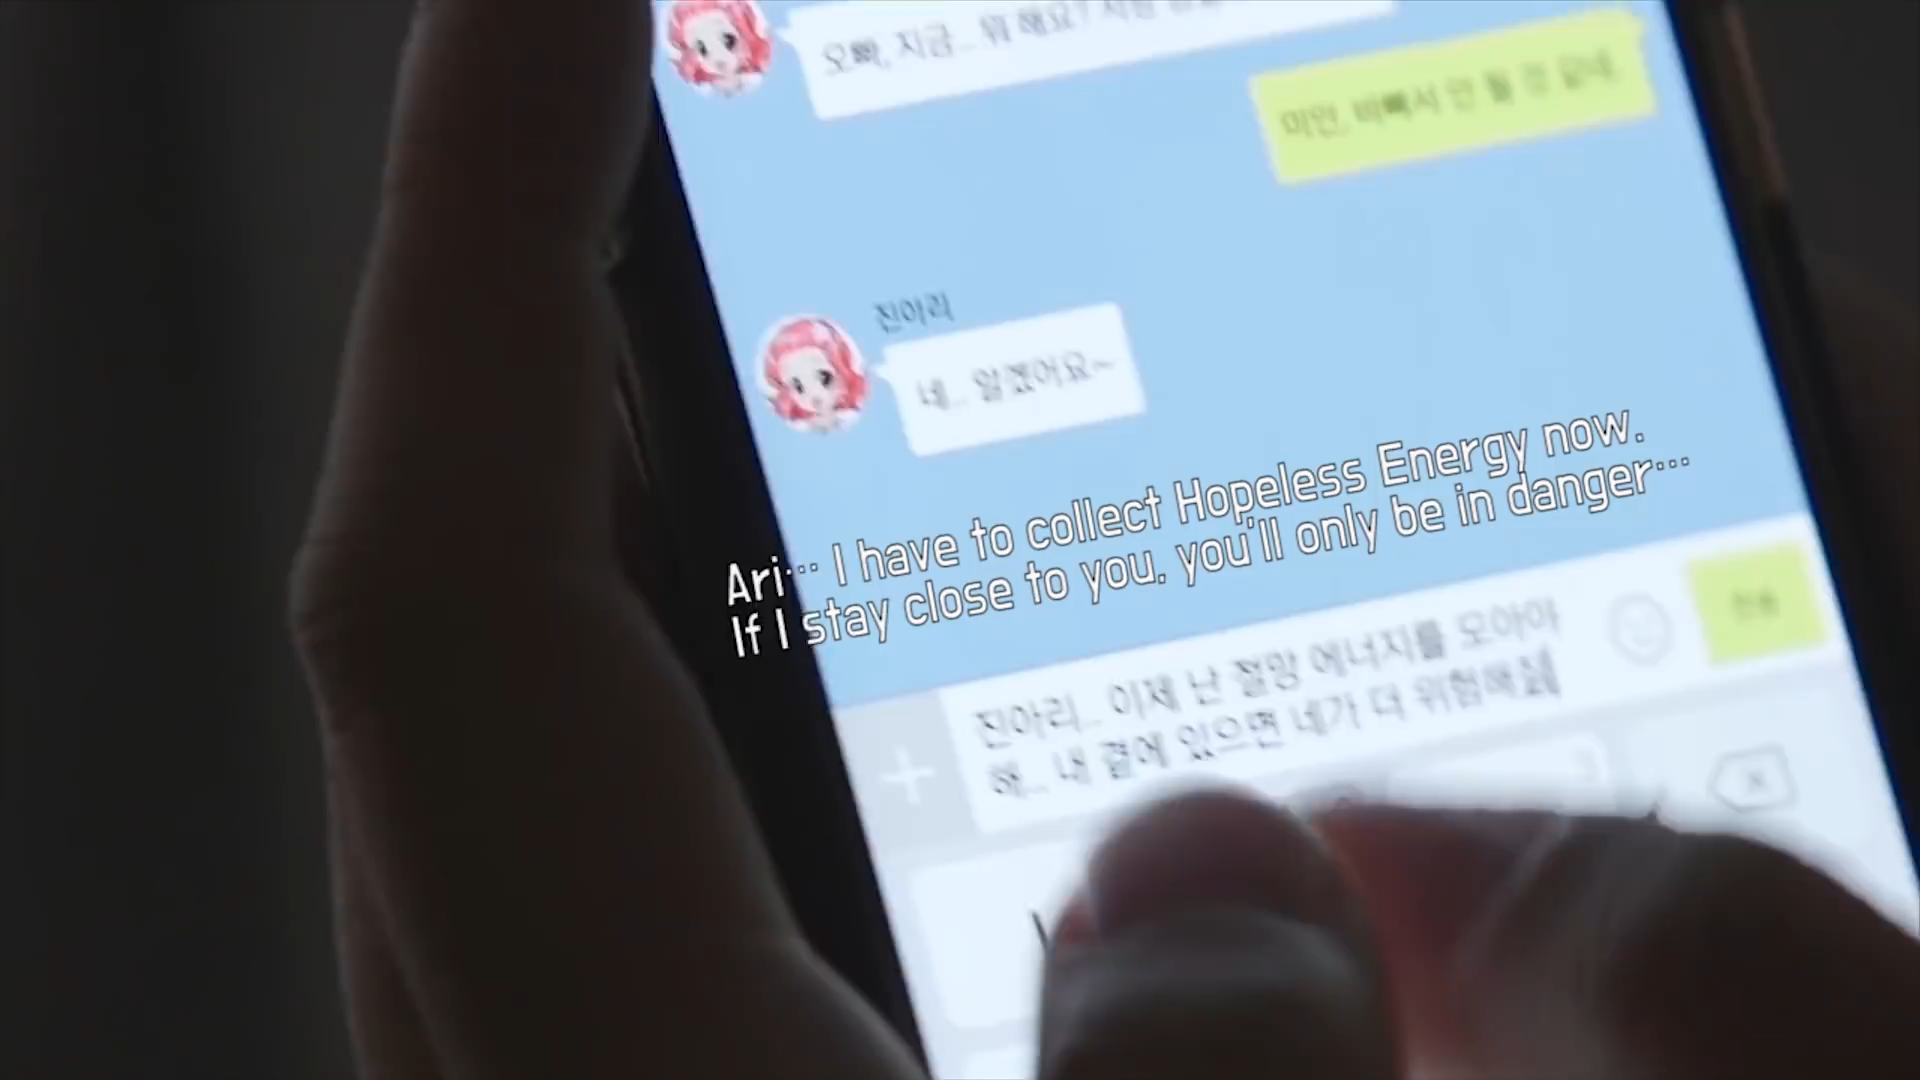 오빠, 지금.. 뭐 해요?
미안, 바빠서 안 될 것 같네.
진아리
네.. 알겠어요~
Ari… I have to collect Hopeless Energy now.
If I stay close to you, you'll only be in danger…
진아리.. 이제 난 절망 에너지를 모아야
해.. 내 곁에 있으면 네가 더 위험해질
전송